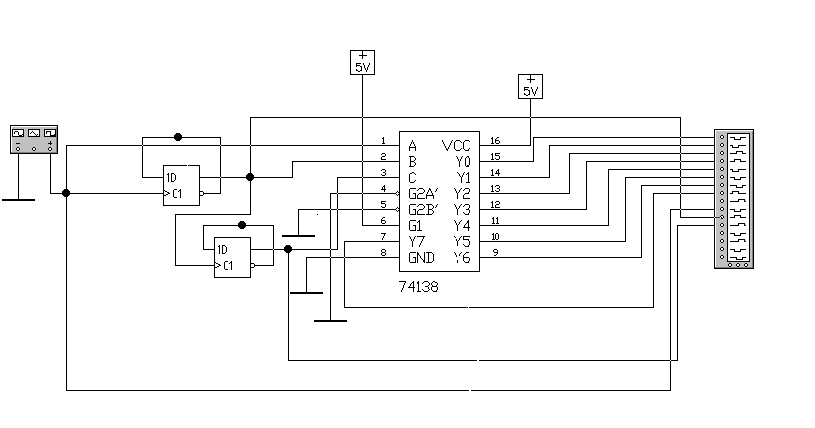 +
5V
+
5V
- +
1D
C1
1D
C1
1 A VCC 16
2 B Y0 15
3 C Y1 14
4 G2A' Y2 13
5 G2B' Y3 12
6 G1 Y4 11
7 Y7 Y5 10
8 GND Y6 9
74138